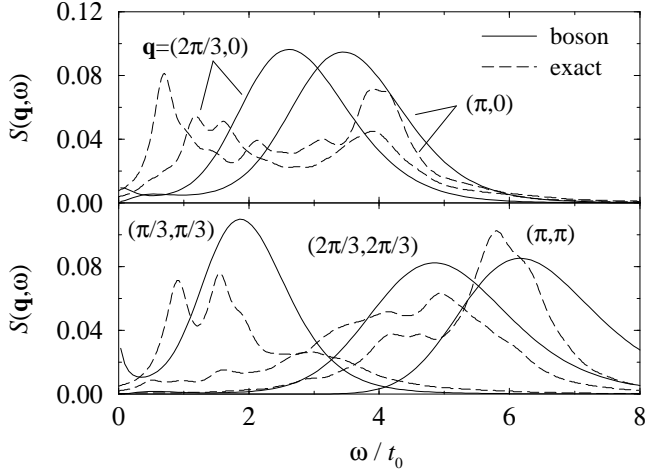 0.12
0.08
0.04
0.00
S(q,ω)
q=(2π/3,0)
boson
exact
(π,0)
0.08
0.04
0.00
S(q,ω)
(π/3,π/3)
(2π/3,2π/3)
(π,π)
0 2 4 6 8
ω / t₀